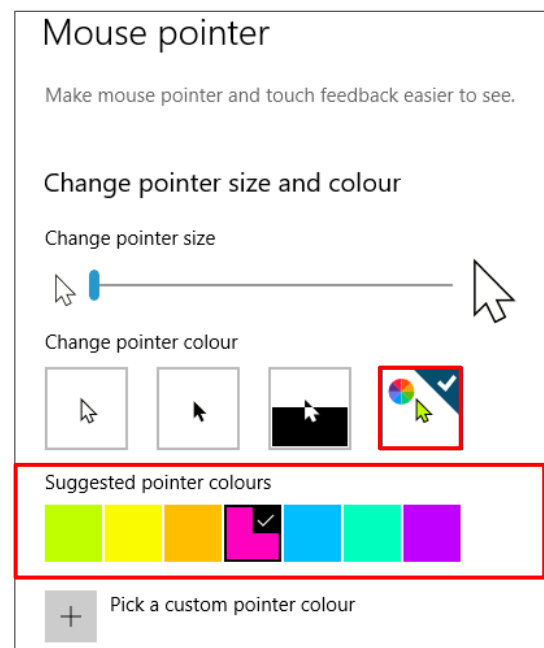 Mouse pointer
Make mouse pointer and touch feedback easier to see.
Change pointer size and colour
Change pointer size
Change pointer colour
Suggested pointer colours
Pick a custom pointer colour